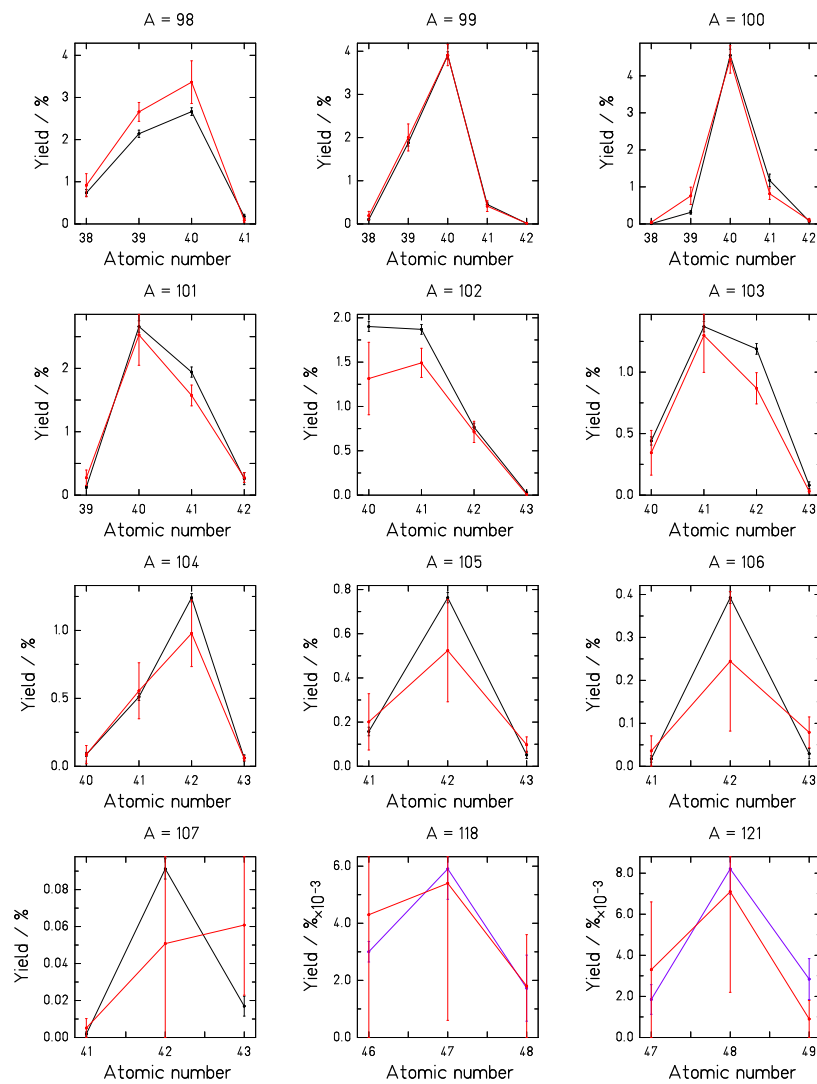 A = 98
A = 99
A = 100
Yield / %
4
3
2
1
0
38 39 40 41
Atomic number
Yield / %
4
3
2
1
0
38 39 40 41 42
Atomic number
Yield / %
4
2
0
38 39 40 41 42
Atomic number
A = 101
A = 102
A = 103
Yield / %
2
1
0
39 40 41 42
Atomic number
Yield / %
2.0
1.5
1.0
0.5
0.0
40 41 42 43
Atomic number
Yield / %
1.0
0.5
0.0
40 41 42 43
Atomic number
A = 104
A = 105
A = 106
Yield / %
1.0
0.5
0.0
40 41 42 43
Atomic number
Yield / %
0.8
0.6
0.4
0.2
0.0
41 42 43
Atomic number
Yield / %
0.4
0.3
0.2
0.1
0.0
41 42 43
Atomic number
A = 107
A = 118
A = 121
Yield / %
0.08
0.06
0.04
0.02
0.00
41 42 43
Atomic number
Yield / %×10-3
6.0
4.0
2.0
0.0
46 47 48
Atomic number
Yield / %×10-3
8.0
6.0
4.0
2.0
0.0
47 48 49
Atomic number